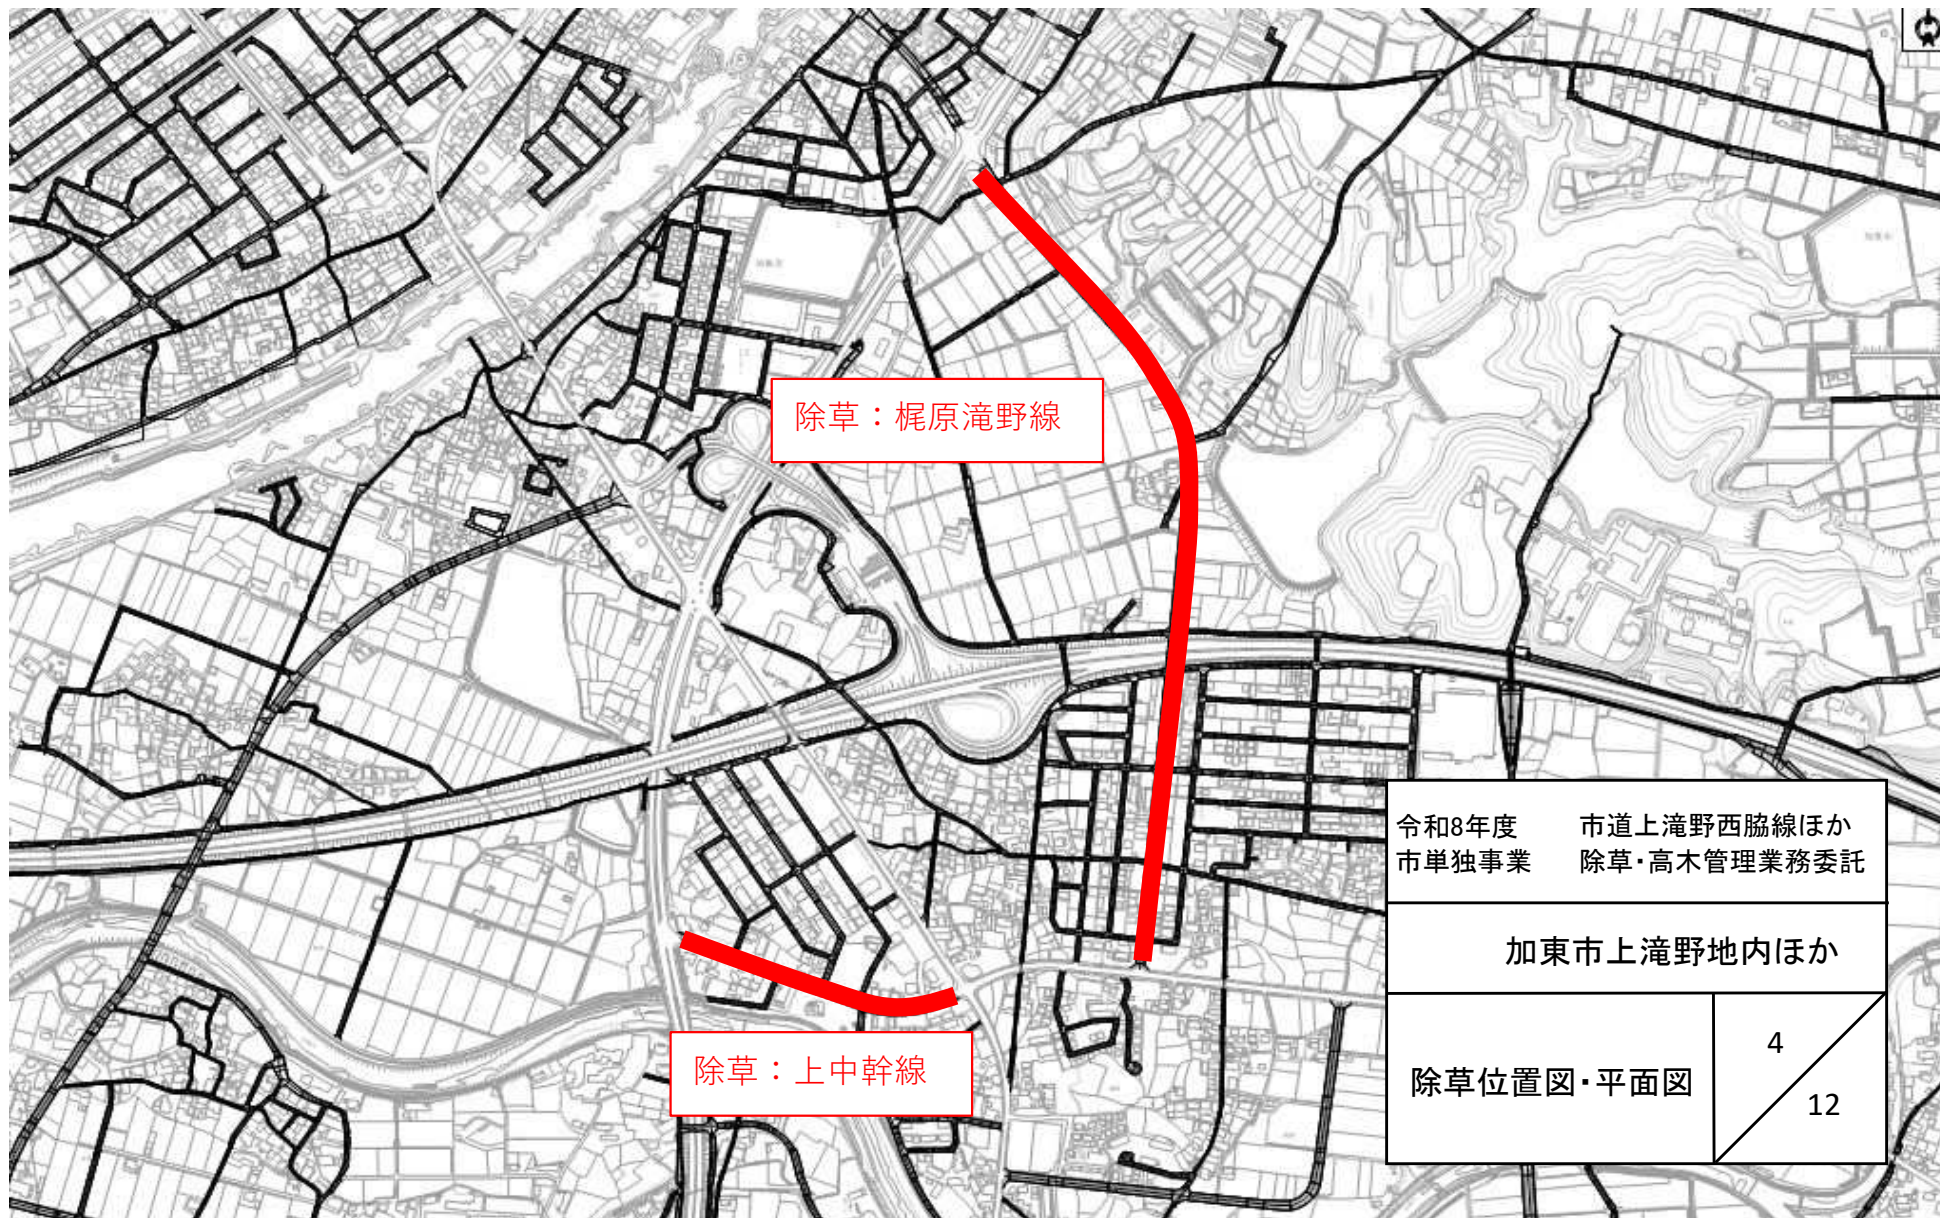 除草：梶原滝野線
除草：上中幹線
令和8年度 市道上滝野西脇線ほか
市単独事業 除草・高木管理業務委託
加東市上滝野地内ほか
除草位置図・平面図
4
12